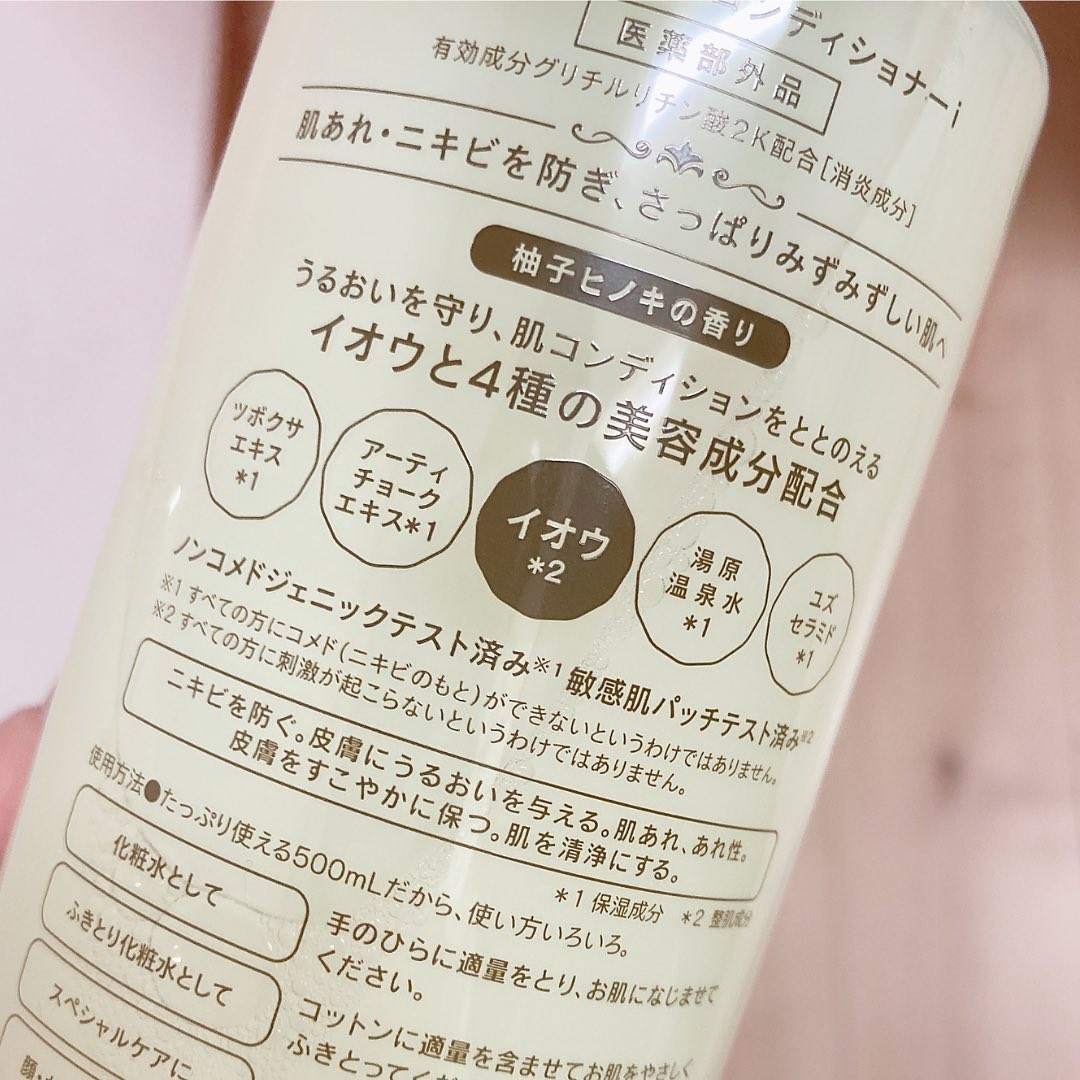 コンディショナーi
医薬部外品
有効成分グリチルリチン酸2K配合[消炎成分]
肌あれ・ニキビを防ぎ、さっぱりみずみずしい肌へ
柚子ヒノキの香り
うるおいを守り、肌コンディションをととのえる
イオウと4種の美容成分配合
ツボクサ
エキス
*1
アーティ
チョーク
エキス*1
イオウ
*2
湯原
温泉水
*1
ユズ
セラミド
*1
ノンコメドジェニックテスト済み※1 敏感肌パッチテスト済み※2
※1 すべての方にコメド(ニキビのもと)ができないというわけではありません。
※2 すべての方に刺激が起こらないというわけではありません。
ニキビを防ぐ。皮膚にうるおいを与える。肌あれ、あれ性。
皮膚をすこやかに保つ。肌を清浄にする。
*1 保湿成分 *2 整肌成分
使用方法●たっぷり使える500mLだから、使い方いろいろ。
化粧水として
手のひらに適量をとり、お肌になじませて
ください。
ふきとり化粧水として
コットンに適量を含ませてお肌をやさしく
ふきとってくだ
スペシャルケアに